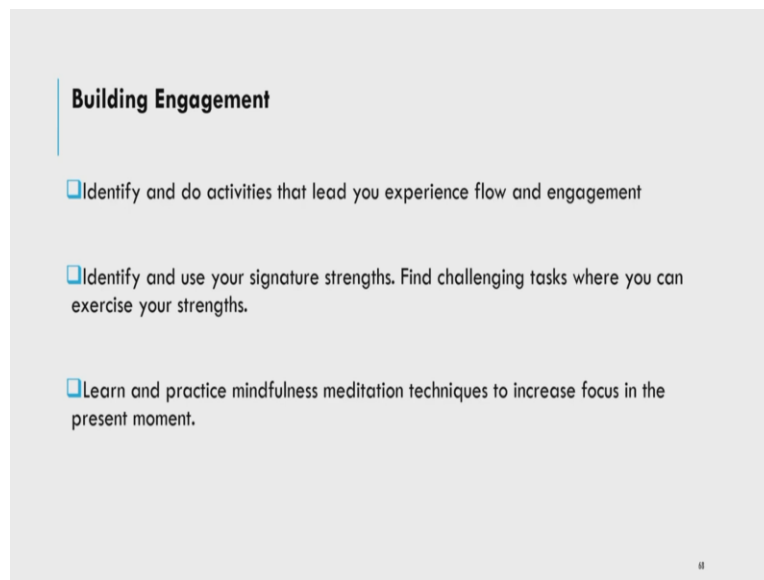 Building Engagement
Identify and do activities that lead you experience flow and engagement
Identify and use your signature strengths. Find challenging tasks where you can
exercise your strengths.
Learn and practice mindfulness meditation techniques to increase focus in the
present moment.